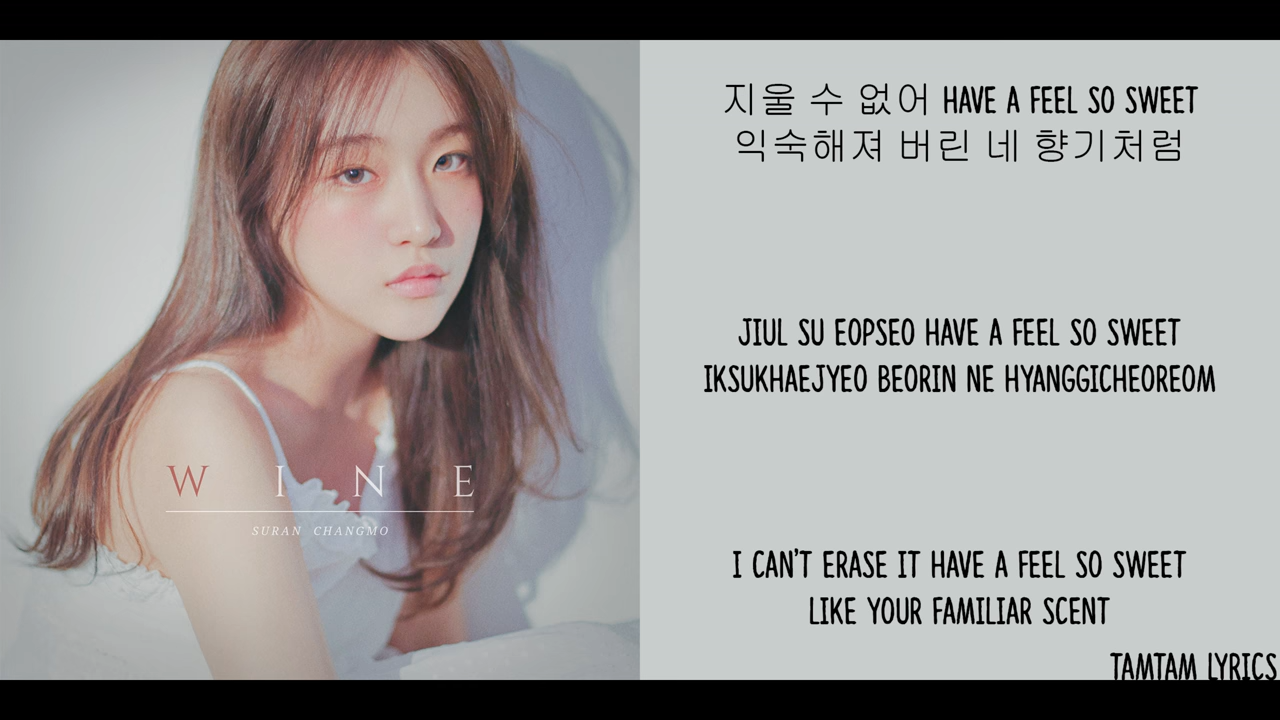 W I N E
SURAN CHANGMO
지울 수 없어 HAVE A FEEL SO SWEET
익숙해져 버린 네 향기처럼
JIUL SU EOPSEO HAVE A FEEL SO SWEET
IKSUKHAEJYEO BEORIN NE HYANGGICHEOREOM
I CAN'T ERASE IT HAVE A FEEL SO SWEET
LIKE YOUR FAMILIAR SCENT
TAMTAM LYRICS